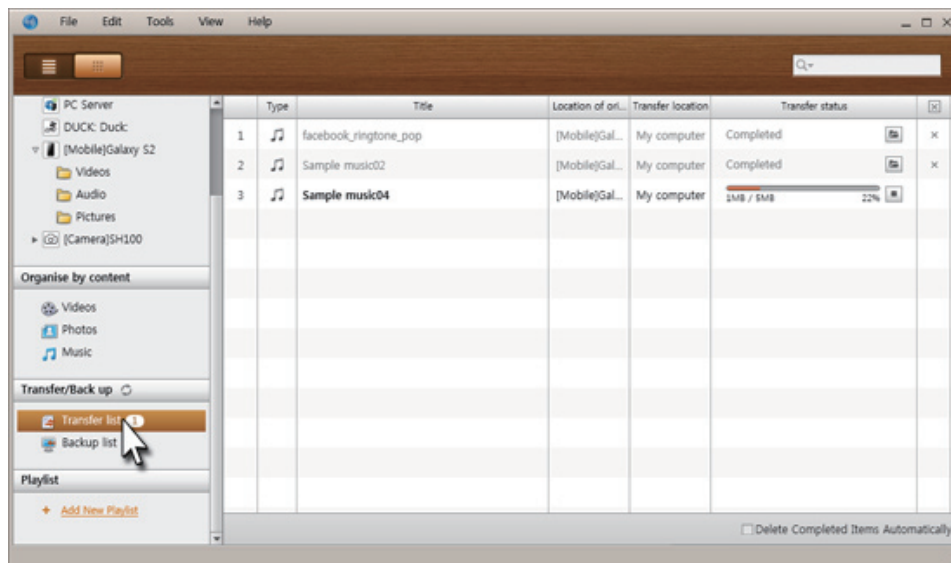 File Edit Tools View Help
PC Server
DUCK: Duck:
[Mobile]Galaxy S2
Videos
Audio
Pictures
[Camera]SH100
Organise by content
Videos
Photos
Music
Transfer/Back up
Transfer list 1
Backup list
Playlist
+ Add New Playlist
Type Title Location of ori... Transfer location Transfer status
1 facebook_ringtone_pop [Mobile]Gal... My computer Completed
2 Sample music02 [Mobile]Gal... My computer Completed
3 Sample music04 [Mobile]Gal... My computer 1MB / 5MB 22%
Delete Completed Items Automatically